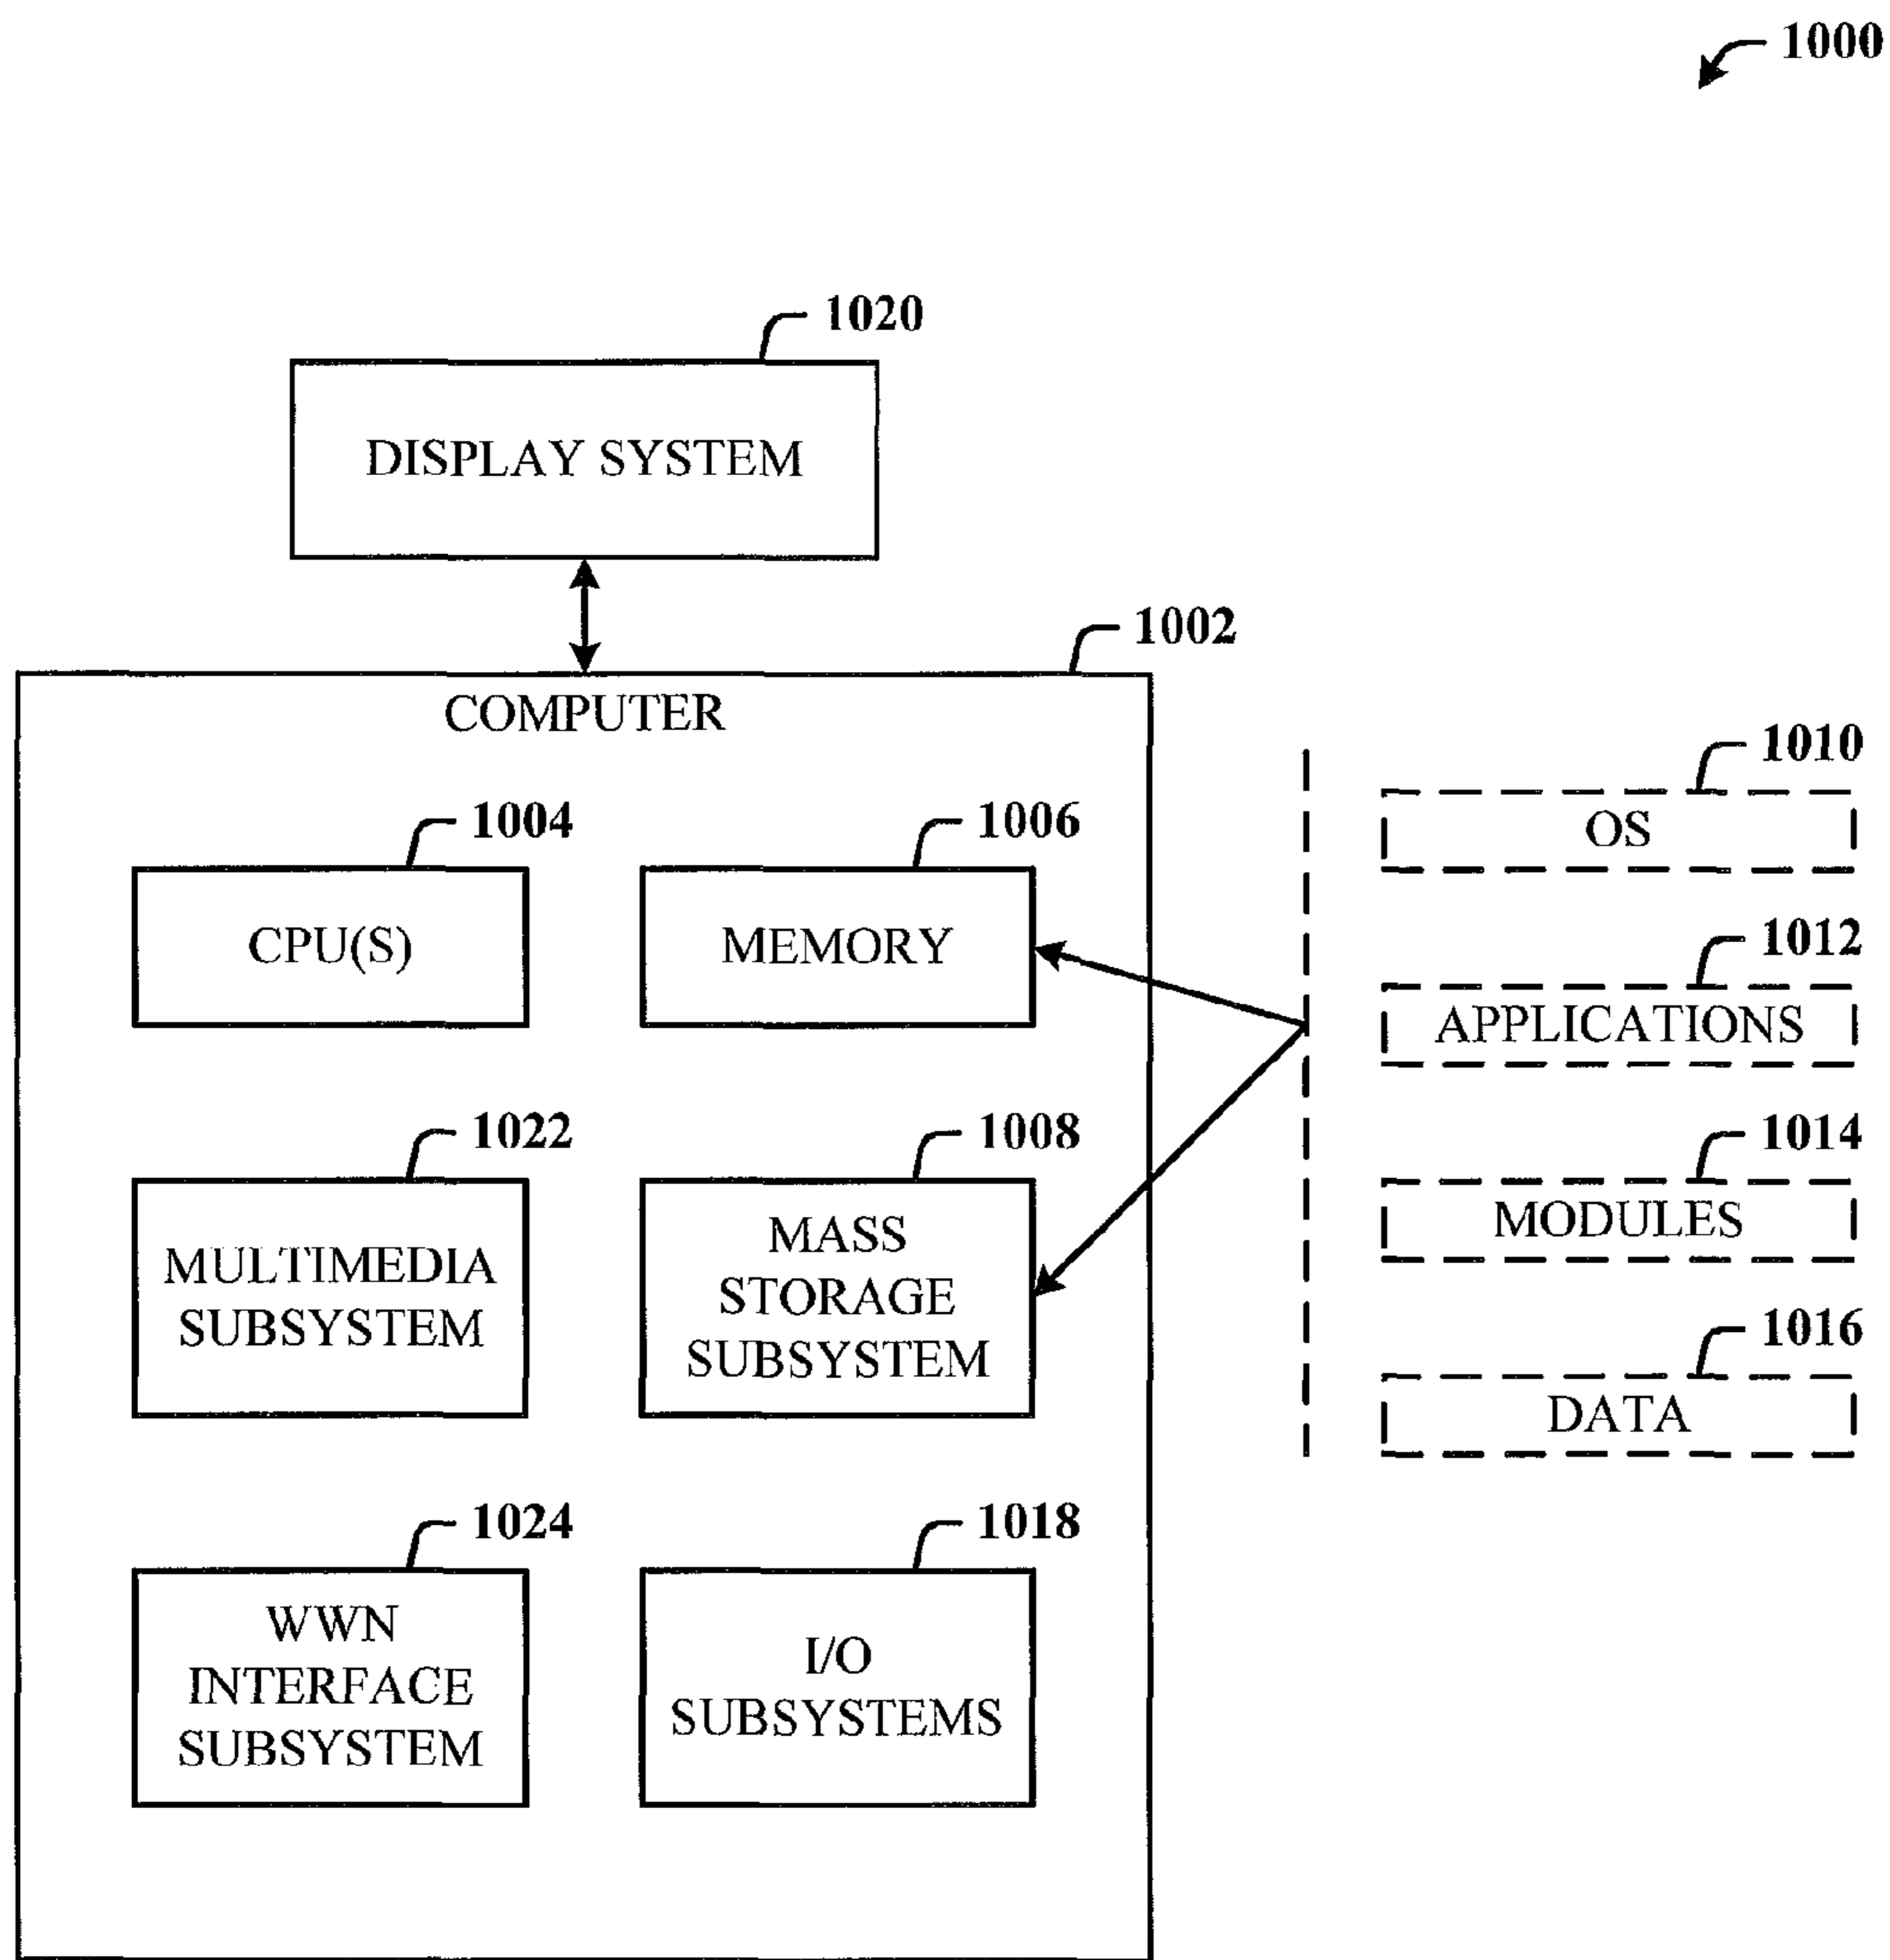 1000
1020
DISPLAY SYSTEM
1002
COMPUTER
1004
CPU(S)
1006
MEMORY
1022
MULTIMEDIA
SUBSYSTEM
1008
MASS
STORAGE
SUBSYSTEM
1024
WWN
INTERFACE
SUBSYSTEM
1018
I/O
SUBSYSTEMS
1010
OS
1012
APPLICATIONS
1014
MODULES
1016
DATA